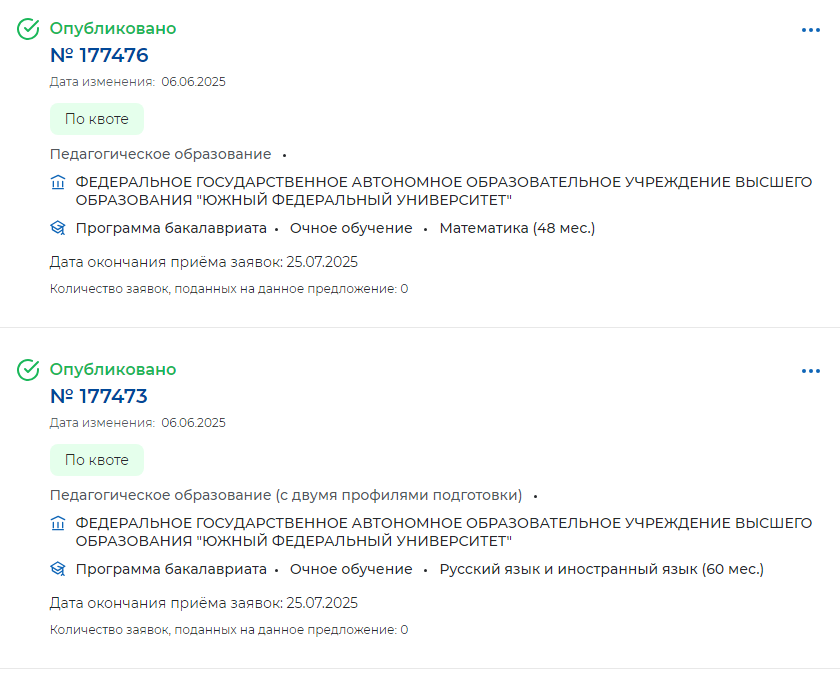 Опубликовано
№ 177476
Дата изменения: 06.06.2025
По квоте
Педагогическое образование •
ФЕДЕРАЛЬНОЕ ГОСУДАРСТВЕННОЕ АВТОНОМНОЕ ОБРАЗОВАТЕЛЬНОЕ УЧРЕЖДЕНИЕ ВЫСШЕГО
ОБРАЗОВАНИЯ "ЮЖНЫЙ ФЕДЕРАЛЬНЫЙ УНИВЕРСИТЕТ"
Программа бакалавриата • Очное обучение • Математика (48 мес.)
Дата окончания приёма заявок: 25.07.2025
Количество заявок, поданных на данное предложение: 0
Опубликовано
№ 177473
Дата изменения: 06.06.2025
По квоте
Педагогическое образование (с двумя профилями подготовки) •
ФЕДЕРАЛЬНОЕ ГОСУДАРСТВЕННОЕ АВТОНОМНОЕ ОБРАЗОВАТЕЛЬНОЕ УЧРЕЖДЕНИЕ ВЫСШЕГО
ОБРАЗОВАНИЯ "ЮЖНЫЙ ФЕДЕРАЛЬНЫЙ УНИВЕРСИТЕТ"
Программа бакалавриата • Очное обучение • Русский язык и иностранный язык (60 мес.)
Дата окончания приёма заявок: 25.07.2025
Количество заявок, поданных на данное предложение: 0